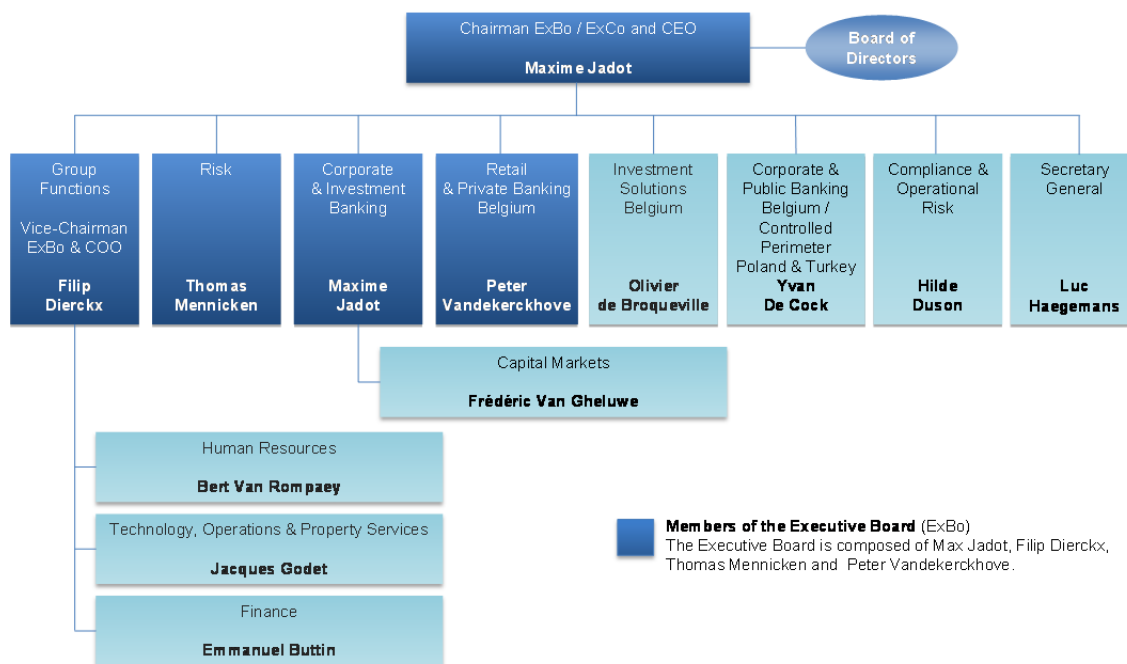 Chairman ExBo / ExCo and CEO
Maxime Jadot
Board of
Directors
Group
Functions
Vice-Chairman
ExBo & COO
Filip
Dierckx
Risk
Thomas
Mennicken
Corporate
& Investment
Banking
Maxime
Jadot
Retail
& Private Banking
Belgium
Peter
Vandekerckhove
Investment
Solutions
Belgium
Olivier
de Broqueville
Corporate &
Public Banking
Belgium /
Controlled
Perimeter
Poland & Turkey
Yvan
De Cock
Compliance &
Operational
Risk
Hilde
Duson
Secretary
General
Luc
Haegemans
Capital Markets
Frédéric Van Gheluwe
Human Resources
Bert Van Rompaey
Technology, Operations & Property Services
Jacques Godet
Finance
Emmanuel Buttin
Members of the Executive Board (ExBo)
The Executive Board is composed of Max Jadot, Filip Dierckx,
Thomas Mennicken and Peter Vandekerckhove.